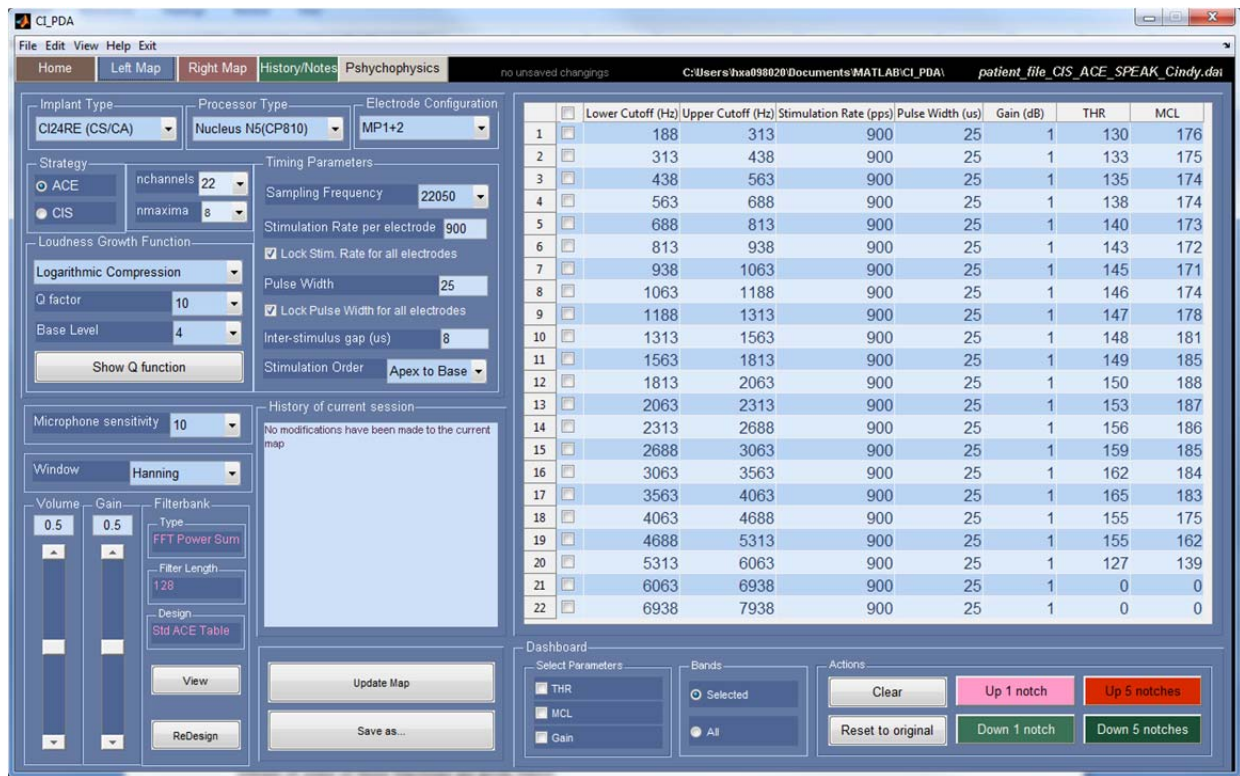 CI_PDA
File Edit View Help Exit
Home Left Map Right Map History/Notes Pshychophysics no unsaved changings C:\Users\hxa098020\Documents\MATLAB\CI_PDA\ patient_file_CIS_ACE_SPEAK_Cindy.dat
Implant Type Processor Type Electrode Configuration
CI24RE (CS/CA) Nucleus N5(CP810) MP1+2
Strategy
ACE
CIS
nchannels 22
nmaxima 8
Loudness Growth Function
Logarithmic Compression
Q factor 10
Base Level 4
Show Q function
Timing Parameters
Sampling Frequency 22050
Stimulation Rate per electrode 900
Lock Stim. Rate for all electrodes
Pulse Width 25
Lock Pulse Width for all electrodes
Inter-stimulus gap (us) 8
Stimulation Order Apex to Base
Microphone sensitivity 10
Window Hanning
Volume Gain Filterbank
0.5 0.5
Type
FFT Power Sum
Filter Length
128
Design
Std ACE Table
View
ReDesign
History of current session
No modifications have been made to the current
map
Update Map
Save as...
Lower Cutoff (Hz) Upper Cutoff (Hz) Stimulation Rate (pps) Pulse Width (us) Gain (dB) THR MCL
1 188 313 900 25 1 130 176
2 313 438 900 25 1 133 175
3 438 563 900 25 1 135 174
4 563 688 900 25 1 138 174
5 688 813 900 25 1 140 173
6 813 938 900 25 1 143 172
7 938 1063 900 25 1 145 171
8 1063 1188 900 25 1 146 174
9 1188 1313 900 25 1 147 178
10 1313 1563 900 25 1 148 181
11 1563 1813 900 25 1 149 185
12 1813 2063 900 25 1 150 188
13 2063 2313 900 25 1 153 187
14 2313 2688 900 25 1 156 186
15 2688 3063 900 25 1 159 185
16 3063 3563 900 25 1 162 184
17 3563 4063 900 25 1 165 183
18 4063 4688 900 25 1 155 175
19 4688 5313 900 25 1 155 162
20 5313 6063 900 25 1 127 139
21 6063 6938 900 25 1 0 0
22 6938 7938 900 25 1 0 0
Dashboard
Select Parameters
THR
MCL
Gain
Bands
Selected
All
Actions
Clear Up 1 notch Up 5 notches
Reset to original Down 1 notch Down 5 notches